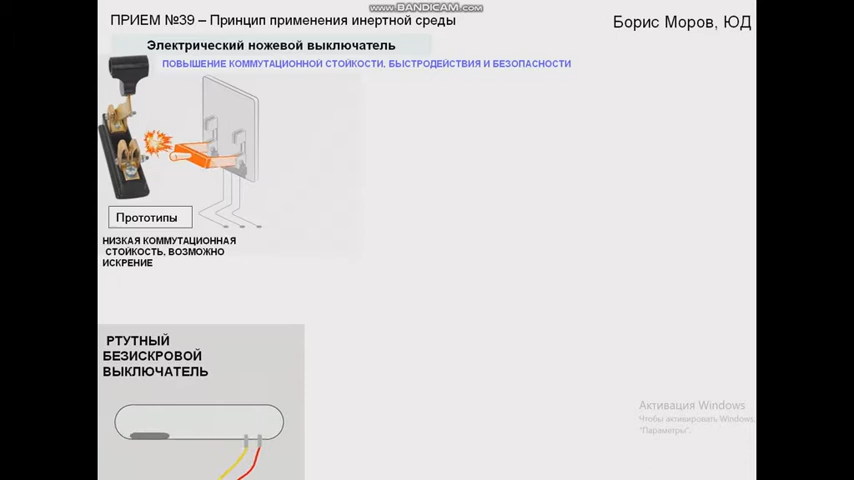 www.BANDICAM.com
ПРИЕМ №39 – Принцип применения инертной среды
Борис Моров, ЮД
Электрический ножевой выключатель
ПОВЫШЕНИЕ КОММУТАЦИОННОЙ СТОЙКОСТИ, БЫСТРОДЕЙСТВИЯ И БЕЗОПАСНОСТИ
Прототипы
НИЗКАЯ КОММУТАЦИОННАЯ
СТОЙКОСТЬ, ВОЗМОЖНО
ИСКРЕНИЕ
РТУТНЫЙ
БЕЗИСКРОВОЙ
ВЫКЛЮЧАТЕЛЬ
Активация Windows
Чтобы активировать Windows,
"Параметры".